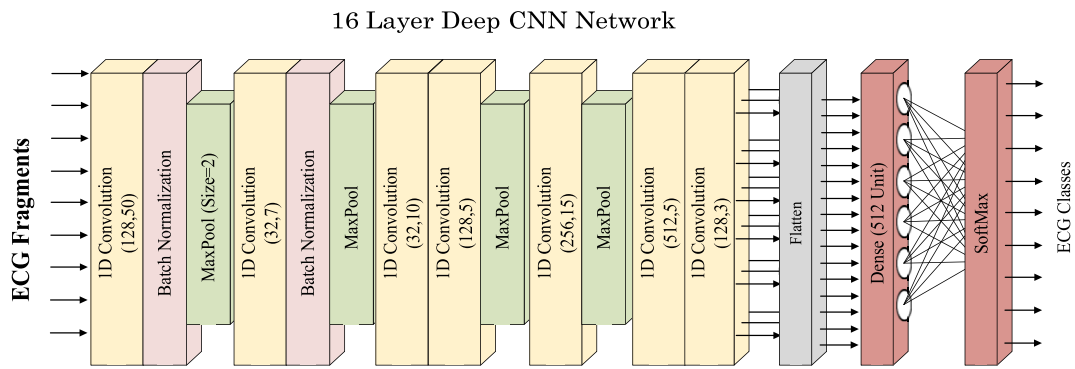 16 Layer Deep CNN Network
ECG Fragments
1D Convolution
(128,50)
Batch Normalization
MaxPool (Size=2)
1D Convolution
(32,7)
Batch Normalization
MaxPool
1D Convolution
(32,10)
1D Convolution
(128,5)
MaxPool
1D Convolution
(256,15)
MaxPool
1D Convolution
(512,5)
1D Convolution
(128,3)
Flatten
Dense (512 Unit)
SoftMax
ECG Classes